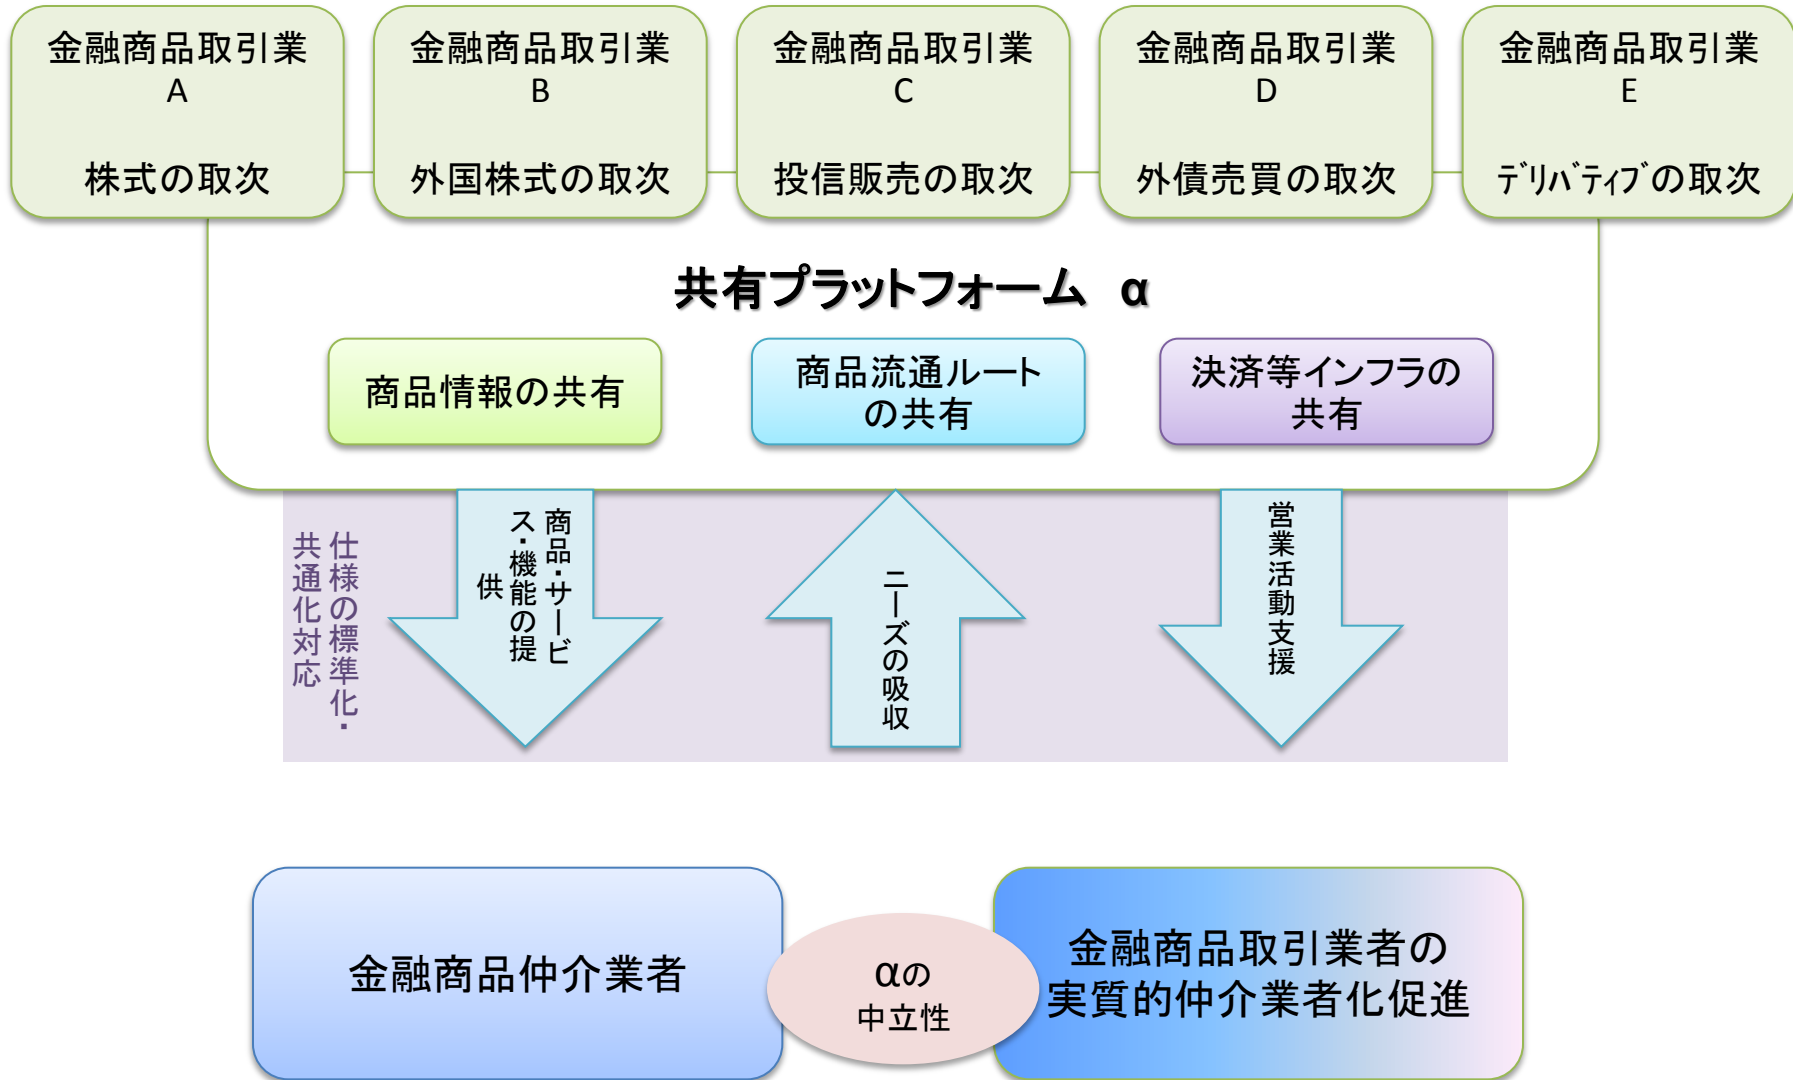 金融商品取引業
A
株式の取次
金融商品取引業
B
外国株式の取次
金融商品取引業
C
投信販売の取次
金融商品取引業
D
外債売買の取次
金融商品取引業
E
ﾃﾞﾘﾊﾞﾃｨﾌﾞの取次
共有プラットフォーム　α
商品情報の共有
商品流通ルート
の共有
決済等インフラの
共有
仕様の標準化・
共通化対応
商品・サービ
ス・機能の提
供
ニーズの吸収
営業活動支援
金融商品仲介業者
αの
中立性
金融商品取引業者の
実質的仲介業者化促進